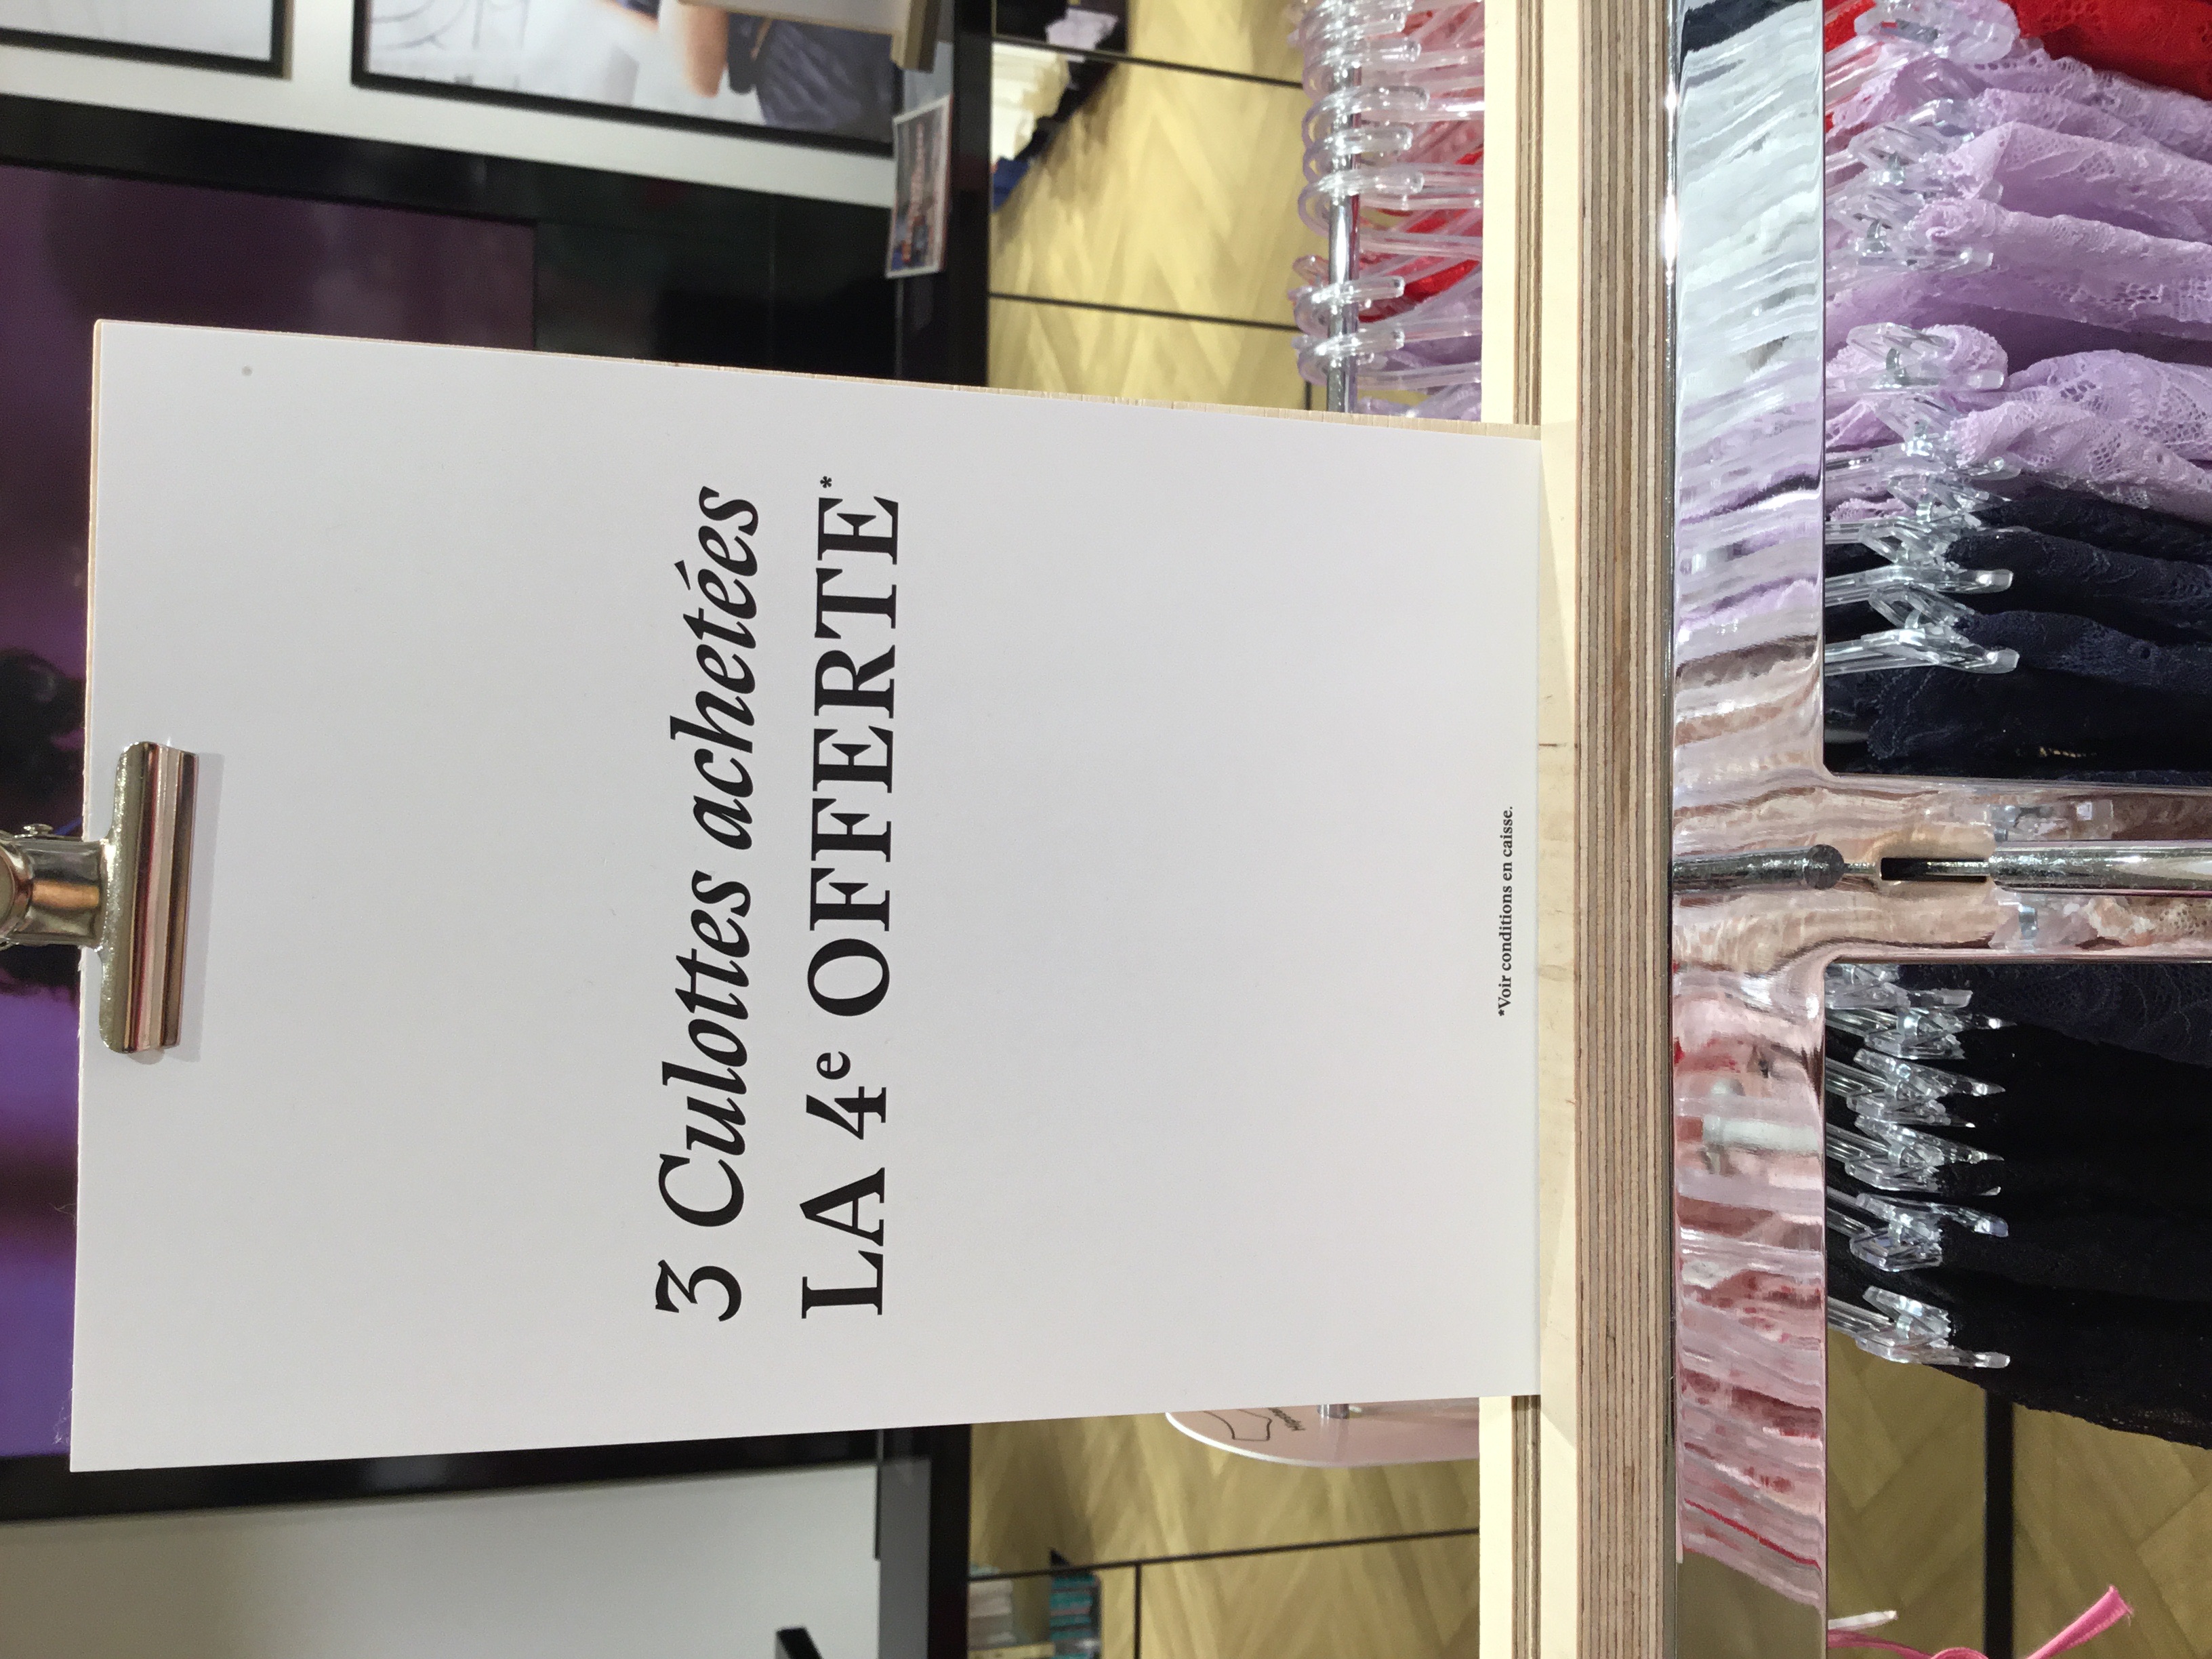 3 Culottes achetées
LA 4e OFFERTE*
*Voir conditions en caisse.